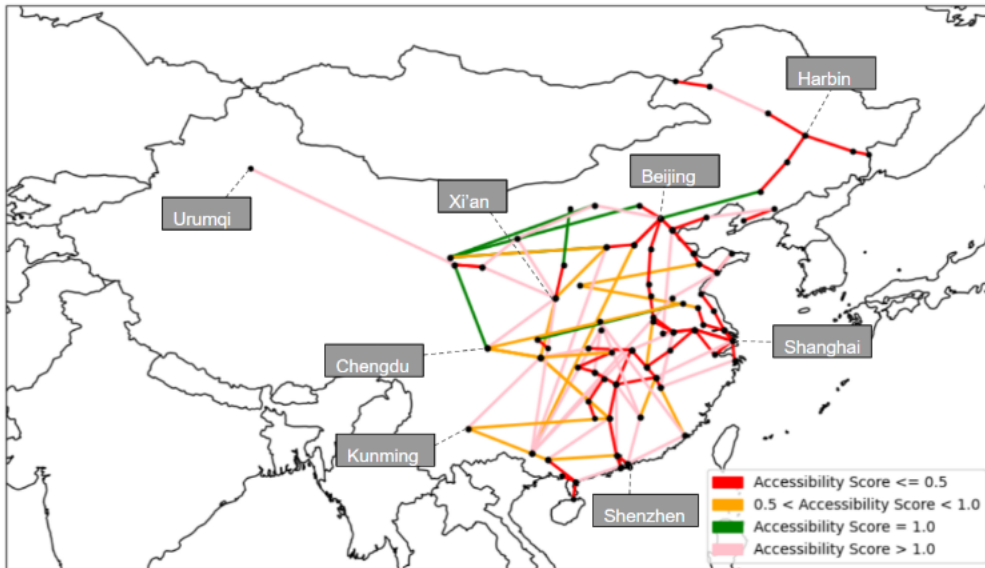 Harbin
Beijing
Xi'an
Urumqi
Shanghai
Chengdu
Kunming
Shenzhen
Accessibility Score <= 0.5
0.5 < Accessibility Score < 1.0
Accessibility Score = 1.0
Accessibility Score > 1.0